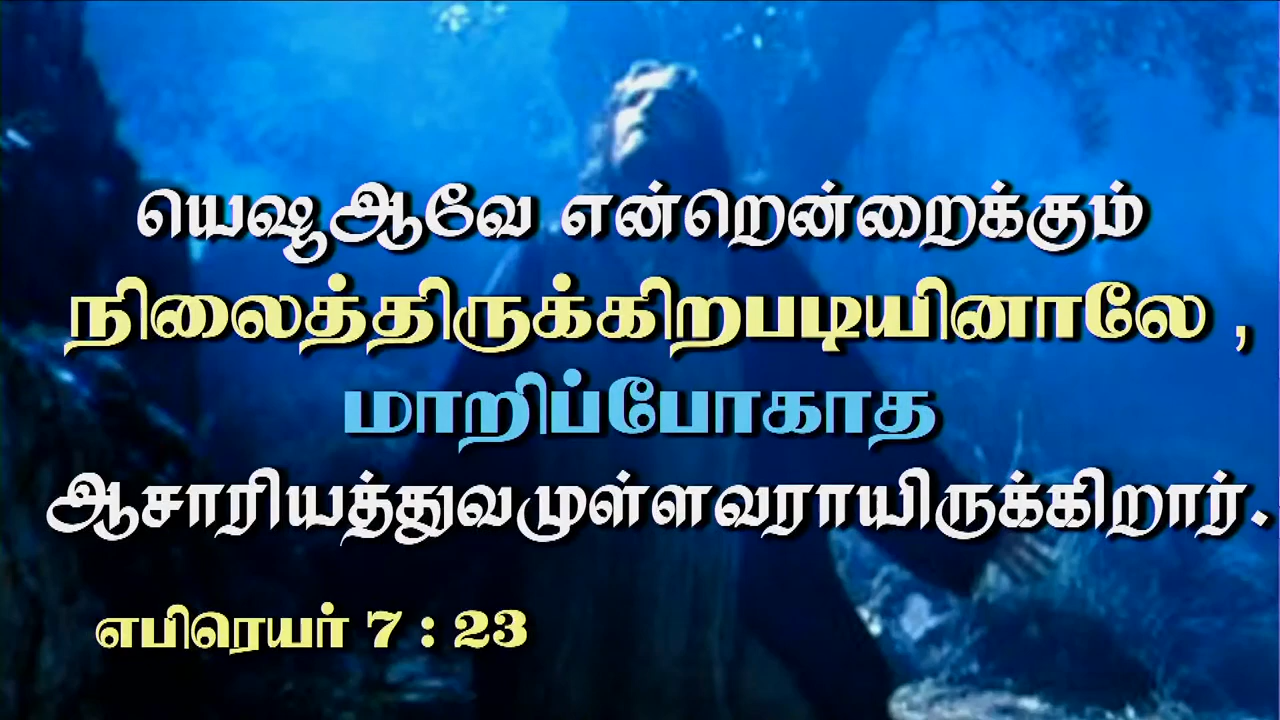 யெஷூஆவே என்றென்றைக்கும்
நிலைத்திருக்கிறபடியினாலே ,
மாறிப்போகாத
ஆசாரியத்துவமுள்ளவராயிருக்கிறார்.
எபிரெயர் 7 : 23